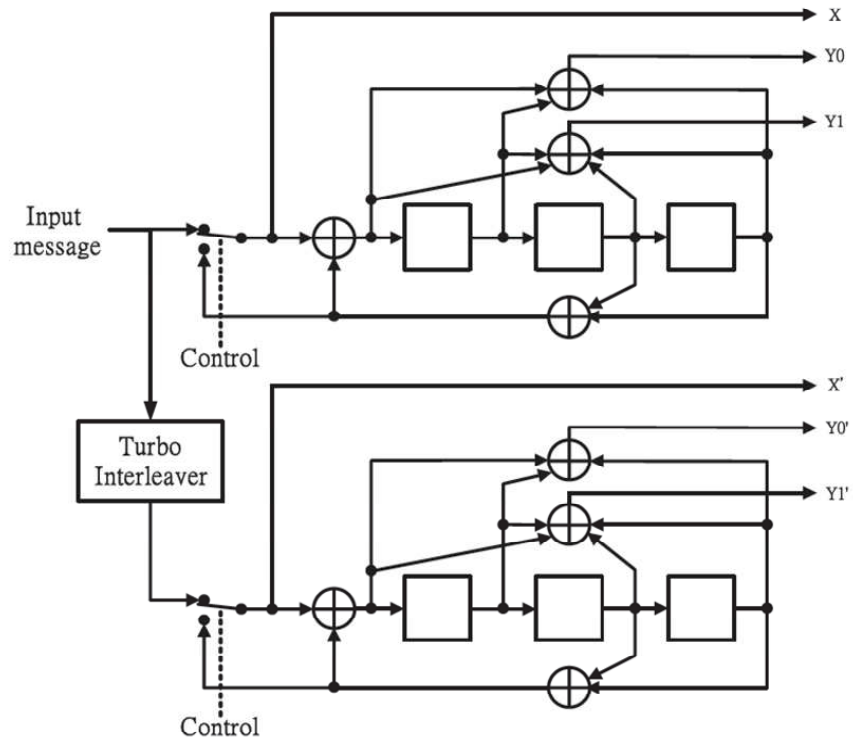 X
Y0
Y1
Input
message
Control
X'
Y0'
Turbo
Interleaver
Y1'
Control